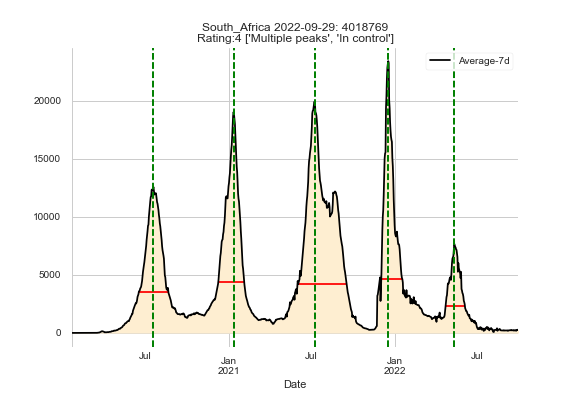 South_Africa 2022-09-29: 4018769
Rating:4 ['Multiple peaks', 'In control']
Average-7d
20000
15000
10000
5000
0
Jul
Jan
2021
Jul
Jan
2022
Jul
Date